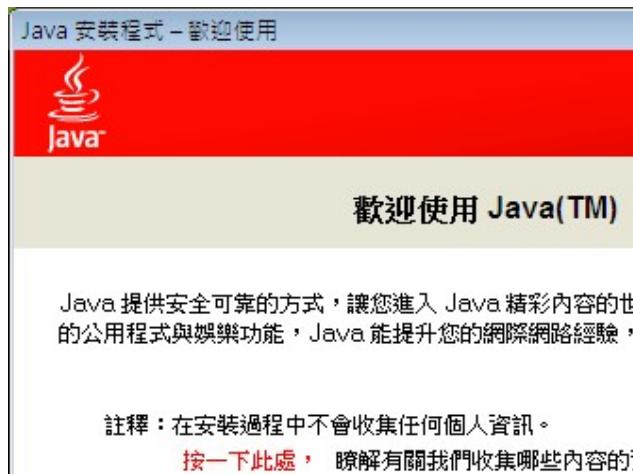 Java 安裝程式 – 歡迎使用
Java™
歡迎使用 Java(TM)
Java 提供安全可靠的方式，讓您進入 Java 精彩內容的世
的公用程式與娛樂功能，Java 能提升您的網際網路經驗，
註釋：在安裝過程中不會收集任何個人資訊。
按一下此處， 瞭解有關我們收集哪些內容的